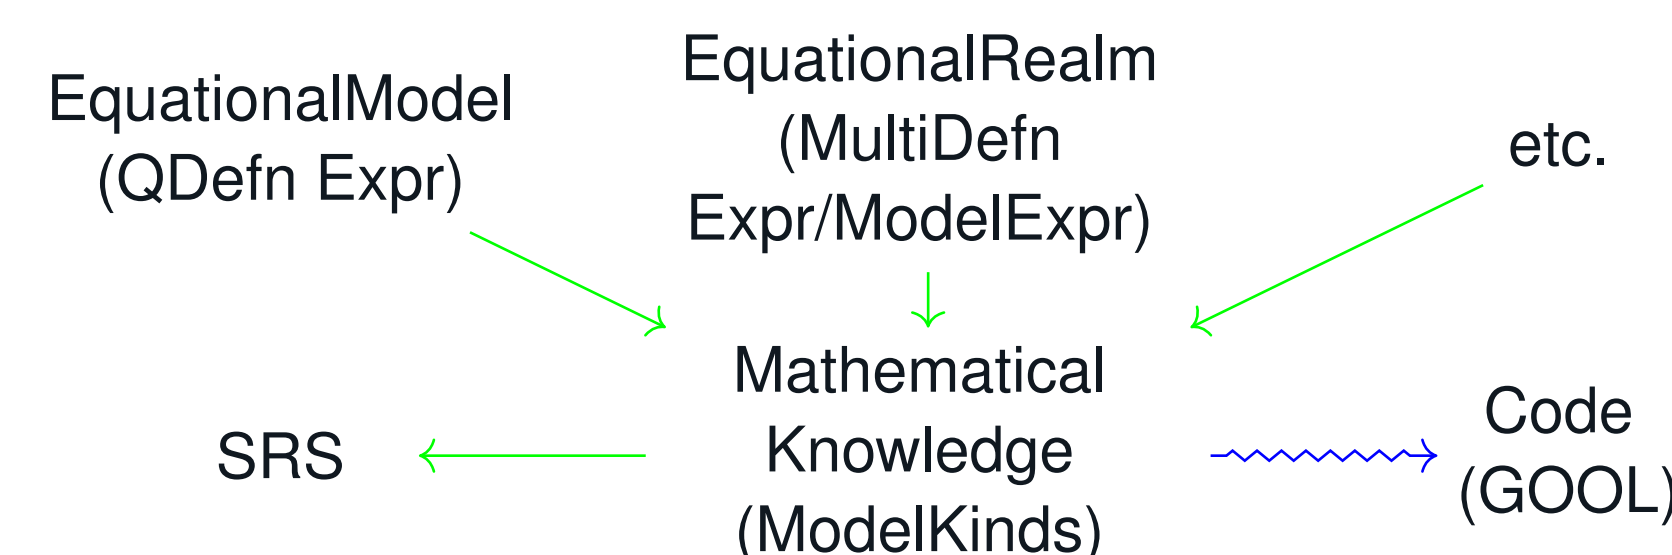 EquationalModel
(QDefn Expr)
EquationalRealm
(MultiDefn
Expr/ModelExpr)
etc.
SRS
Mathematical
Knowledge
(ModelKinds)
Code
(GOOL)